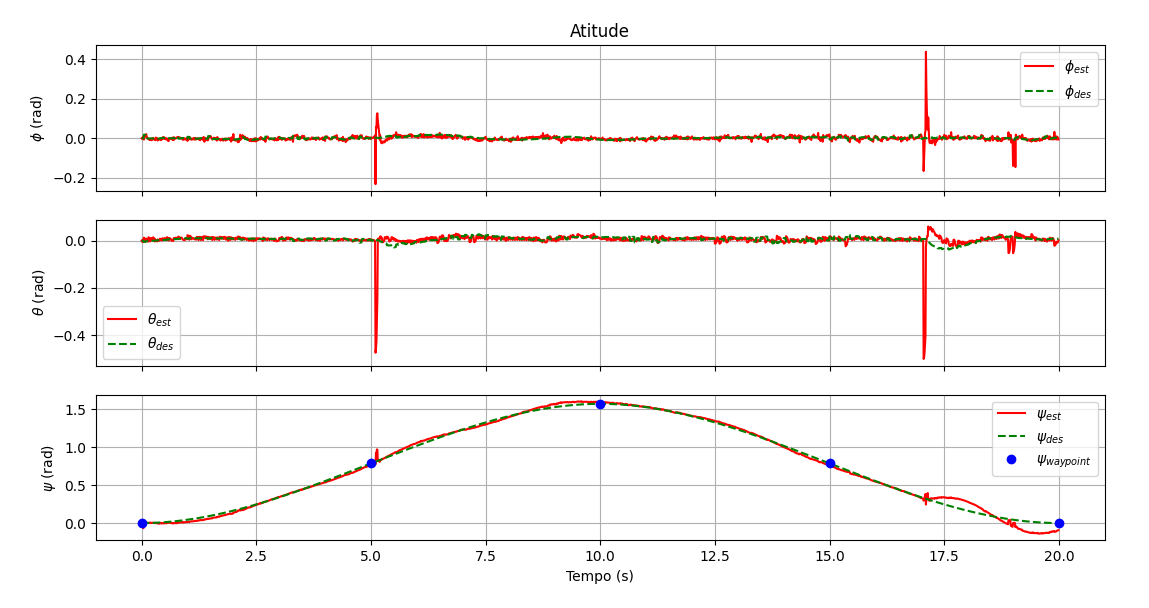 Atitude
0.4
0.2
0.0
−0.2
ϕ (rad)
ϕest
ϕdes
0.0
−0.2
−0.4
θ (rad)
θest
θdes
1.5
1.0
0.5
0.0
ψ (rad)
ψest
ψdes
ψwaypoint
0.0 2.5 5.0 7.5 10.0 12.5 15.0 17.5 20.0
Tempo (s)